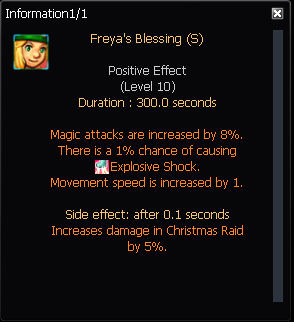 Information1/1
Freya's Blessing (S)
Positive Effect
(Level 10)
Duration : 300.0 seconds
Magic attacks are increased by 8%.
There is a 1% chance of causing
Explosive Shock.
Movement speed is increased by 1.
Side effect: after 0.1 seconds
Increases damage in Christmas Raid
by 5%.